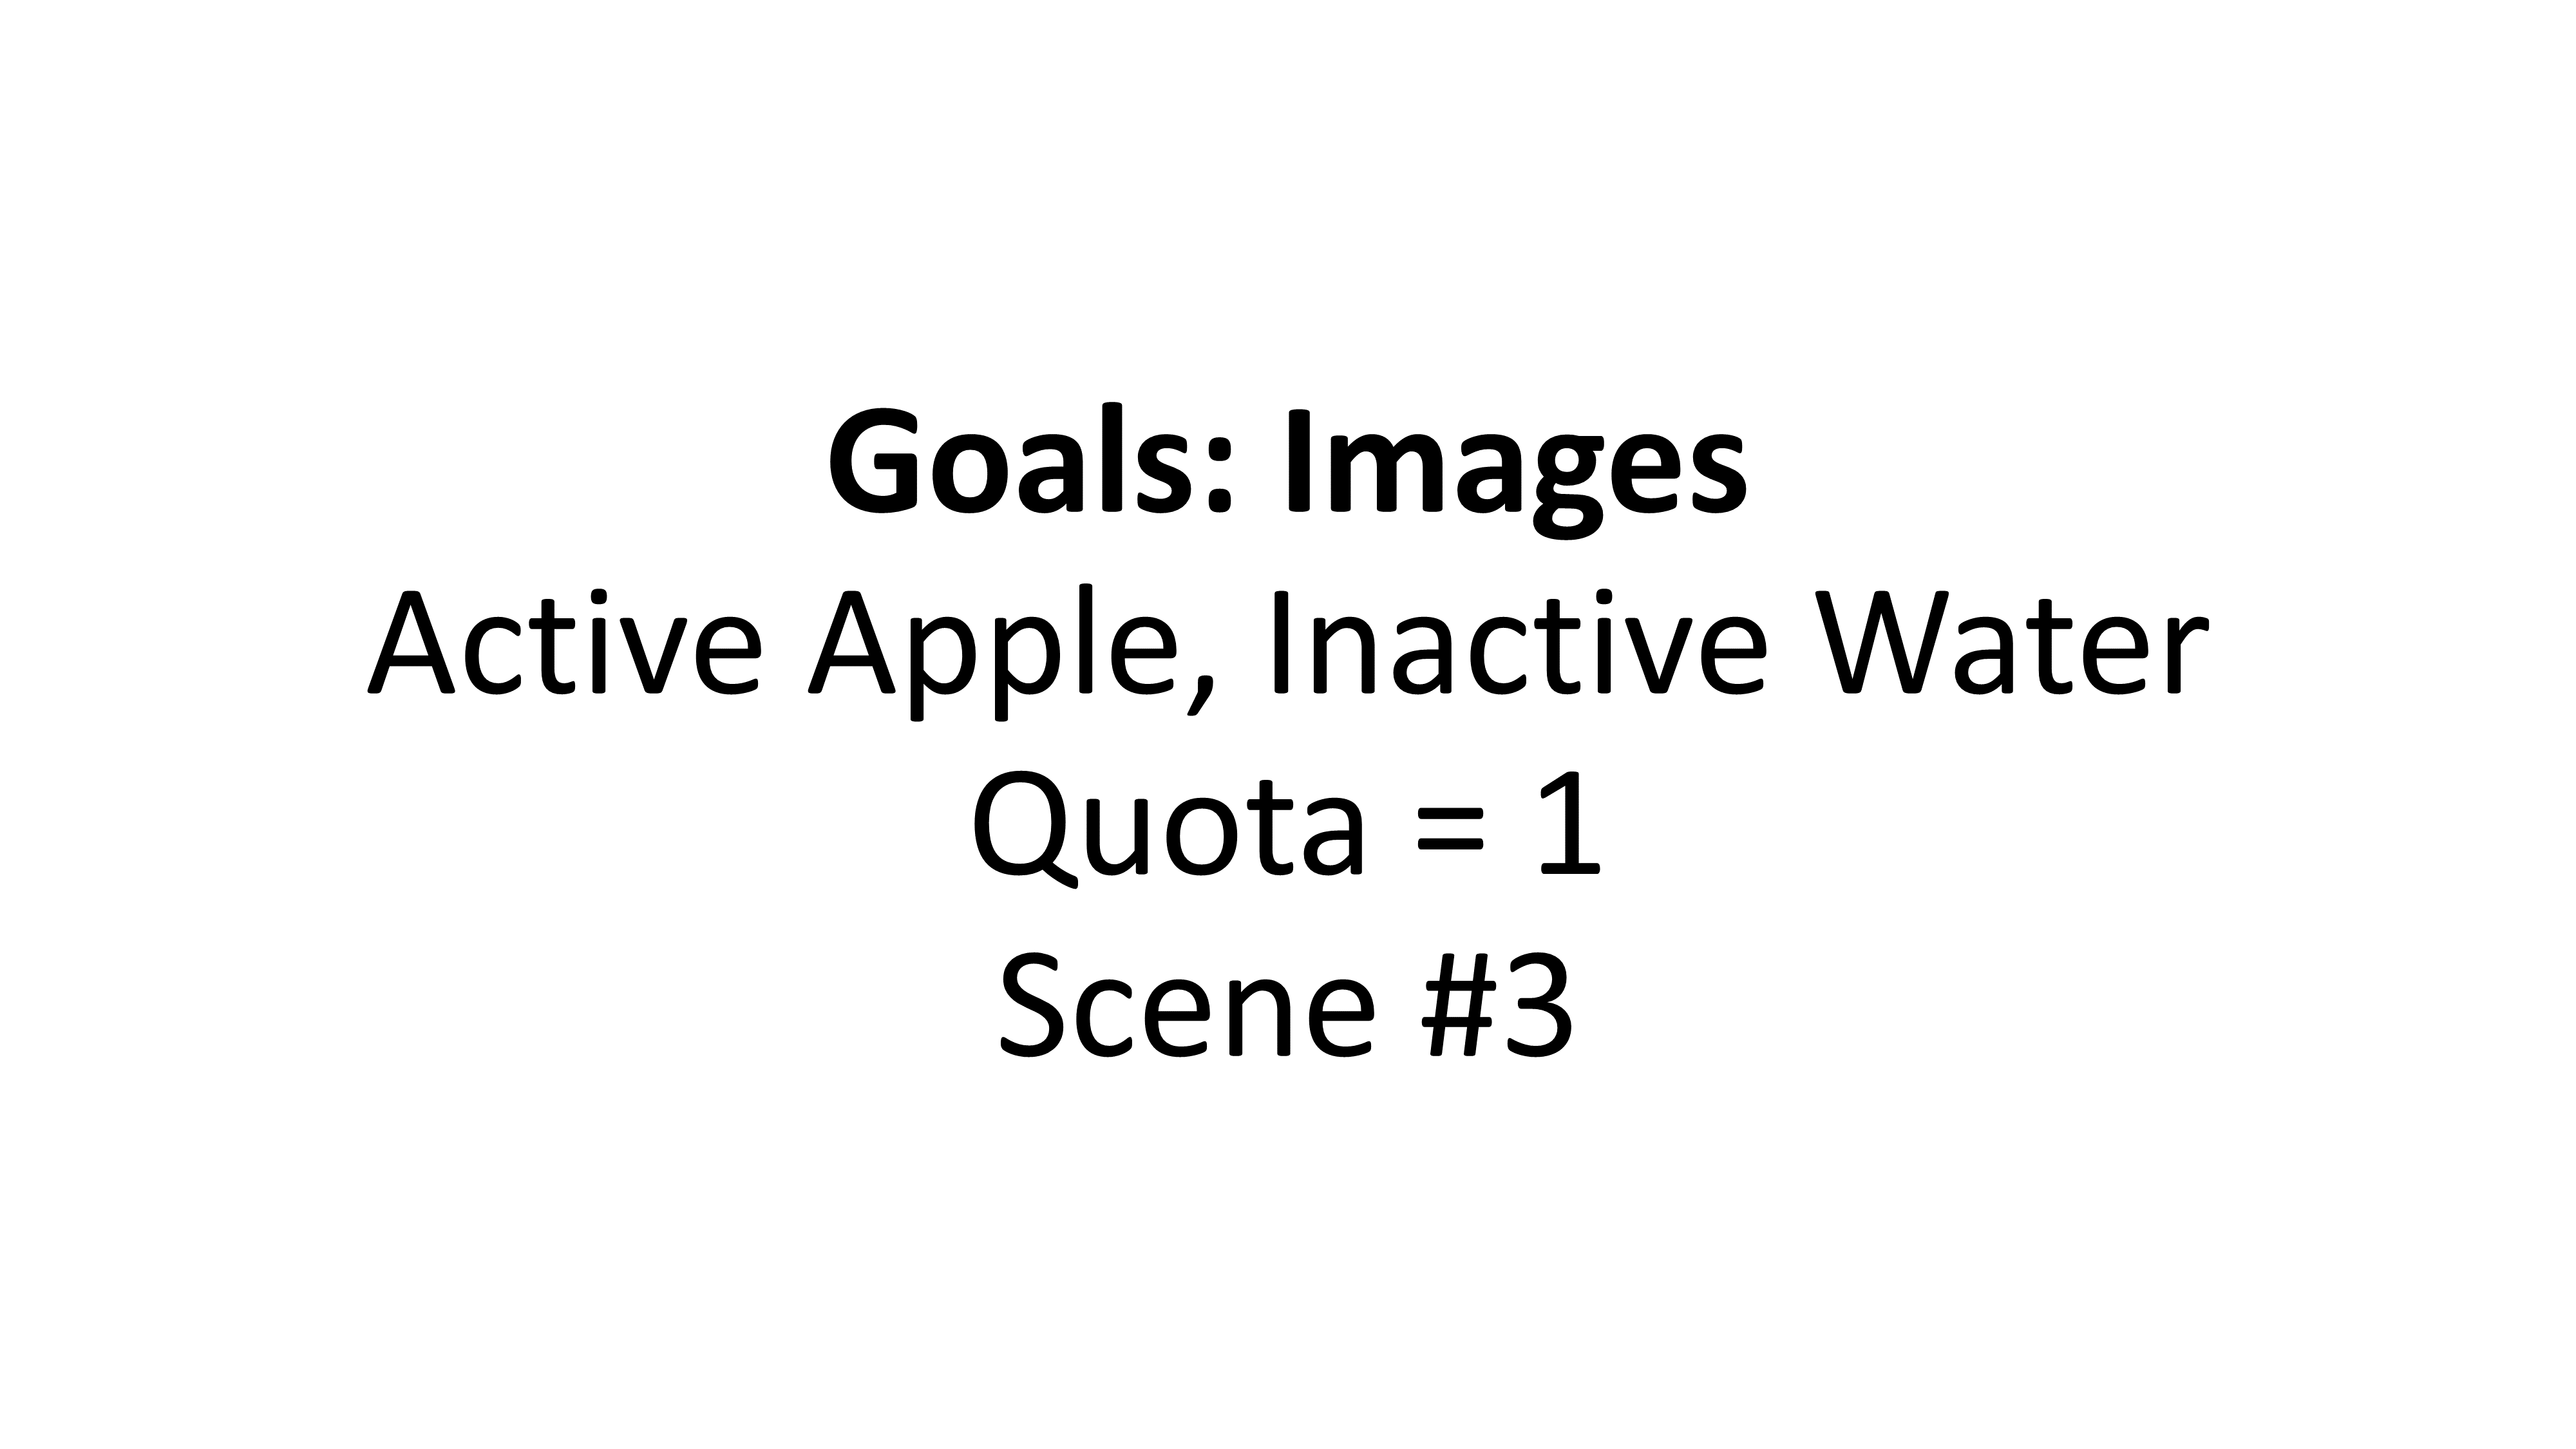 Goals: Images
Active Apple, Inactive Water
Quota = 1
Scene #3